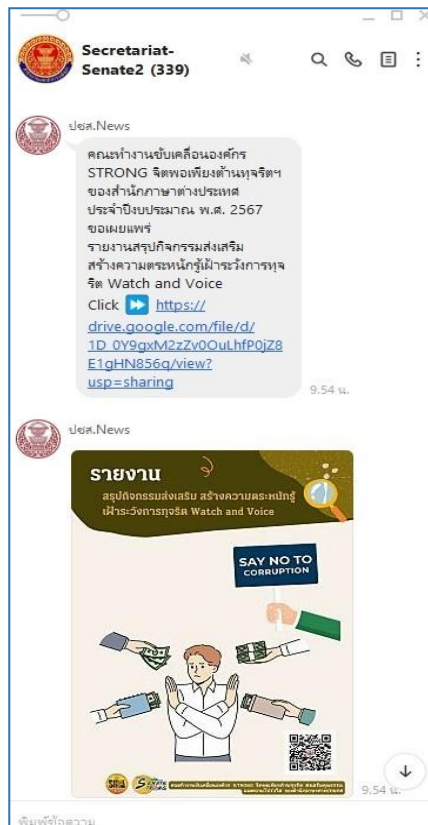 Secretariat-
Senate2 (339)
ปชส.News
คณะทำงานขับเคลื่อนองค์กร
STRONG จิตพอเพียงต้านทุจริตฯ
ของสำนักภาษาต่างประเทศ
ประจำปีงบประมาณ พ.ศ. 2567
ขอเผยแพร่
รายงานสรุปกิจกรรมส่งเสริม
สร้างความตระหนักรู้เฝ้าระวังการทุจ
ริต Watch and Voice
Click https://
drive.google.com/file/d/
1D_0Y9gxM2zZv0OuLhfP0jZ8
E1gHN856q/view?
usp=sharing
9.54 น.
ปชส.News
รายงาน
สรุปกิจกรรมส่งเสริม สร้างความตระหนักรู้
เฝ้าระวังการทุจริต Watch and Voice
SAY NO TO
CORRUPTION
9.54 น.
พิมพ์ข้อความ